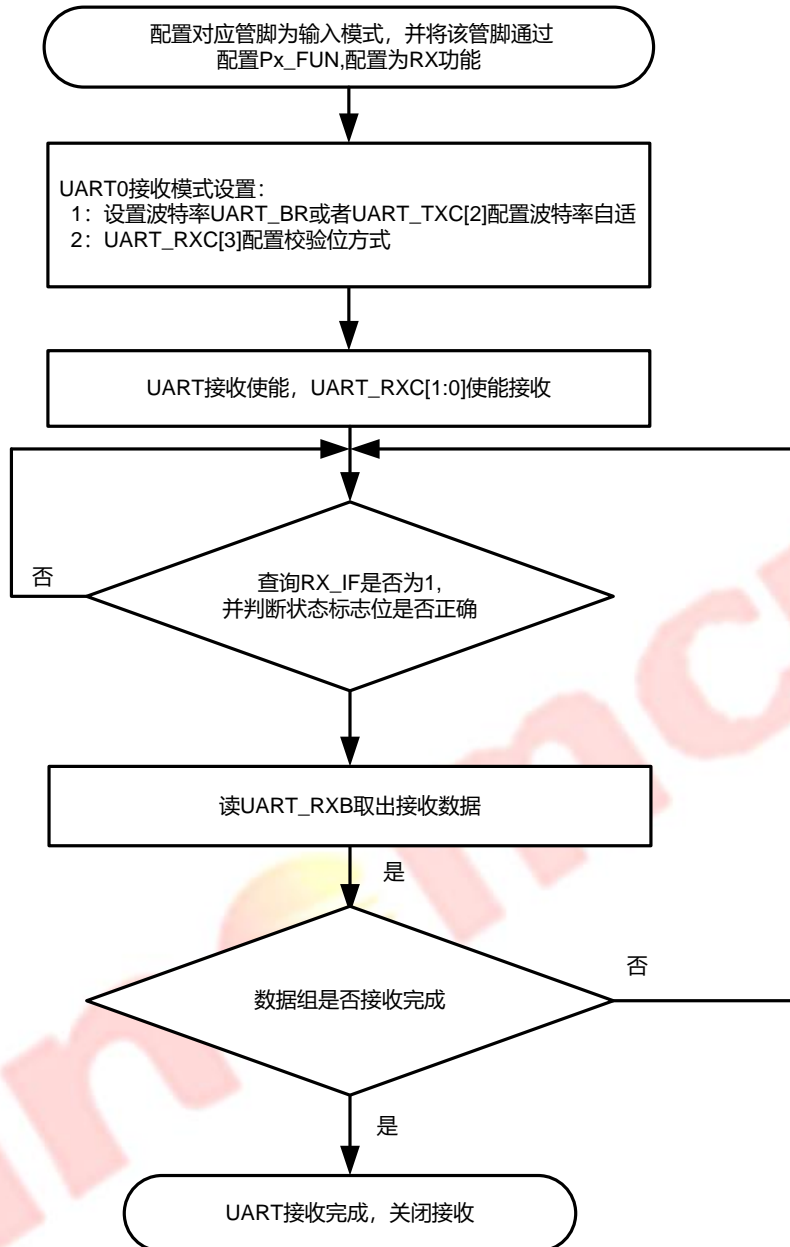 配置对应管脚为输入模式，并将该管脚通过
配置Px_FUN,配置为RX功能
UART0接收模式设置：
1：设置波特率UART_BR或者UART_TXC[2]配置波特率自适
2：UART_RXC[3]配置校验位方式
UART接收使能，UART_RXC[1:0]使能接收
否
查询RX_IF是否为1,
并判断状态标志位是否正确
读UART_RXB取出接收数据
是
否
数据组是否接收完成
是
UART接收完成，关闭接收